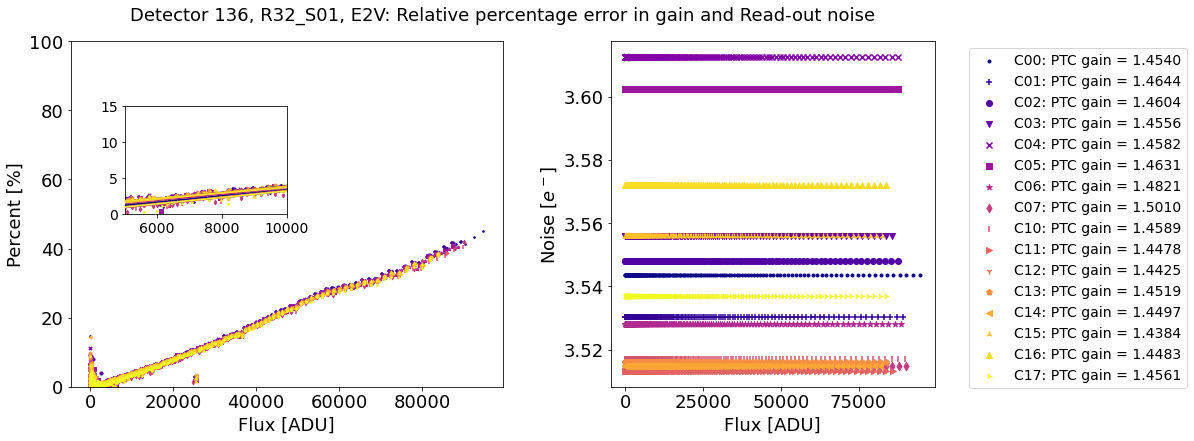 Detector 136, R32_S01, E2V: Relative percentage error in gain and Read-out noise
Percent [%]
100
80
60
40
20
0
15
10
5
0
6000 8000 10000
0 20000 40000 60000 80000
Flux [ADU]
Noise [e⁻]
3.60
3.58
3.56
3.54
3.52
0 25000 50000 75000
Flux [ADU]
C00: PTC gain = 1.4540
C01: PTC gain = 1.4644
C02: PTC gain = 1.4604
C03: PTC gain = 1.4556
C04: PTC gain = 1.4582
C05: PTC gain = 1.4631
C06: PTC gain = 1.4821
C07: PTC gain = 1.5010
C10: PTC gain = 1.4589
C11: PTC gain = 1.4478
C12: PTC gain = 1.4425
C13: PTC gain = 1.4519
C14: PTC gain = 1.4497
C15: PTC gain = 1.4384
C16: PTC gain = 1.4483
C17: PTC gain = 1.4561